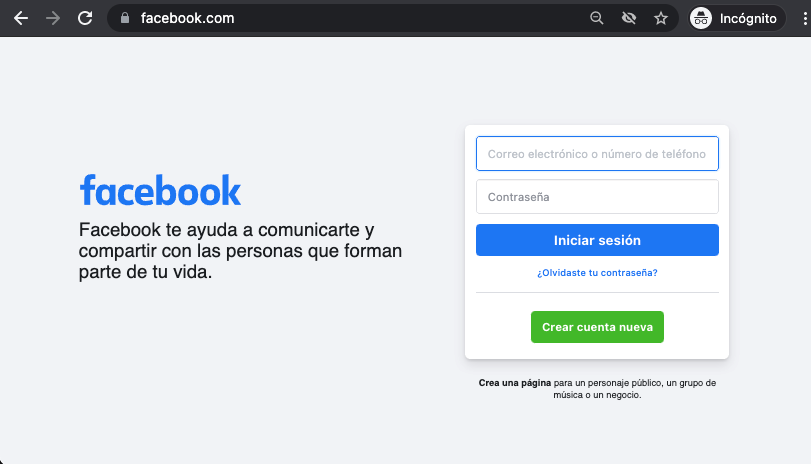 facebook.com
Incógnito
facebook
Facebook te ayuda a comunicarte y
compartir con las personas que forman
parte de tu vida.
Correo electrónico o número de teléfono
Contraseña
Iniciar sesión
¿Olvidaste tu contraseña?
Crear cuenta nueva
Crea una página para un personaje público, un grupo de
música o un negocio.